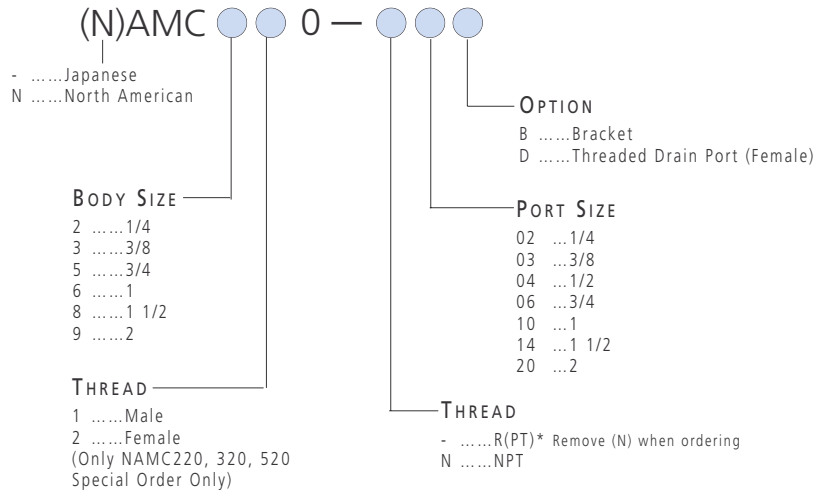 (N)AMC 0 —
- ......Japanese
N ......North American
OPTION
B ......Bracket
D ......Threaded Drain Port (Female)
BODY SIZE
2 ......1/4
3 ......3/8
5 ......3/4
6 ......1
8 ......1 1/2
9 ......2
PORT SIZE
02 ...1/4
03 ...3/8
04 ...1/2
06 ...3/4
10 ...1
14 ...1 1/2
20 ...2
THREAD
1 ......Male
2 ......Female
(Only NAMC220, 320, 520
Special Order Only)
THREAD
- ......R(PT)* Remove (N) when ordering
N ......NPT